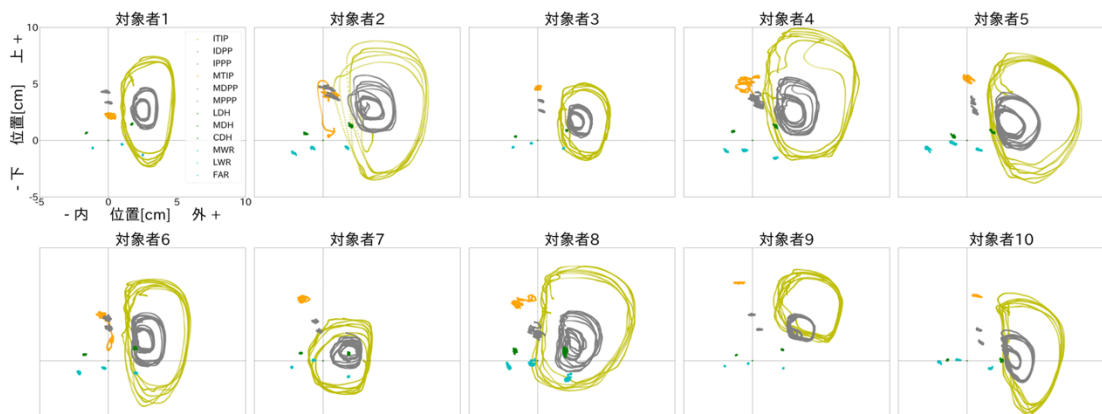 対象者1 対象者2 対象者3 対象者4 対象者5
10
上 +
5
位置[cm]
0
- 下
-5
-5 0 5 10
- 内 位置[cm] 外 +
ITIP
IDPP
IPPP
MTIP
MDPP
MPPP
LDH
MDH
CDH
MWR
LWR
FAR
対象者6 対象者7 対象者8 対象者9 対象者10